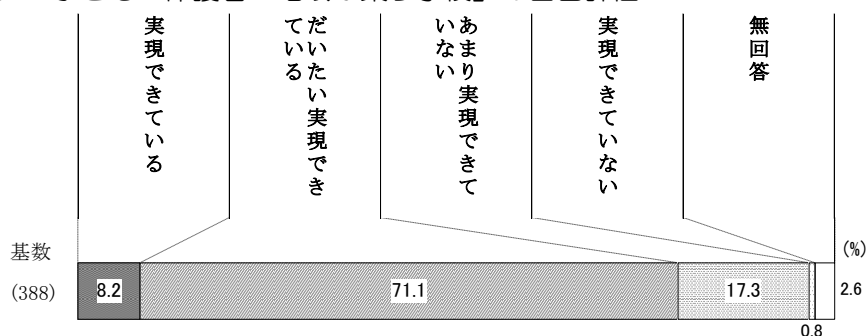 実現できている
だいたい実現でき
ている
あまり実現できて
いない
実現できていない
無回答
基数
(%)
(388)
8.2
71.1
17.3
2.6
0.8